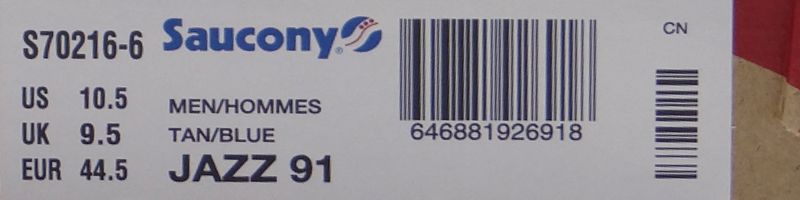 S70216-6
Saucony®
US 10.5
UK 9.5
EUR 44.5
MEN/HOMMES
TAN/BLUE
JAZZ 91
646881926918
CN